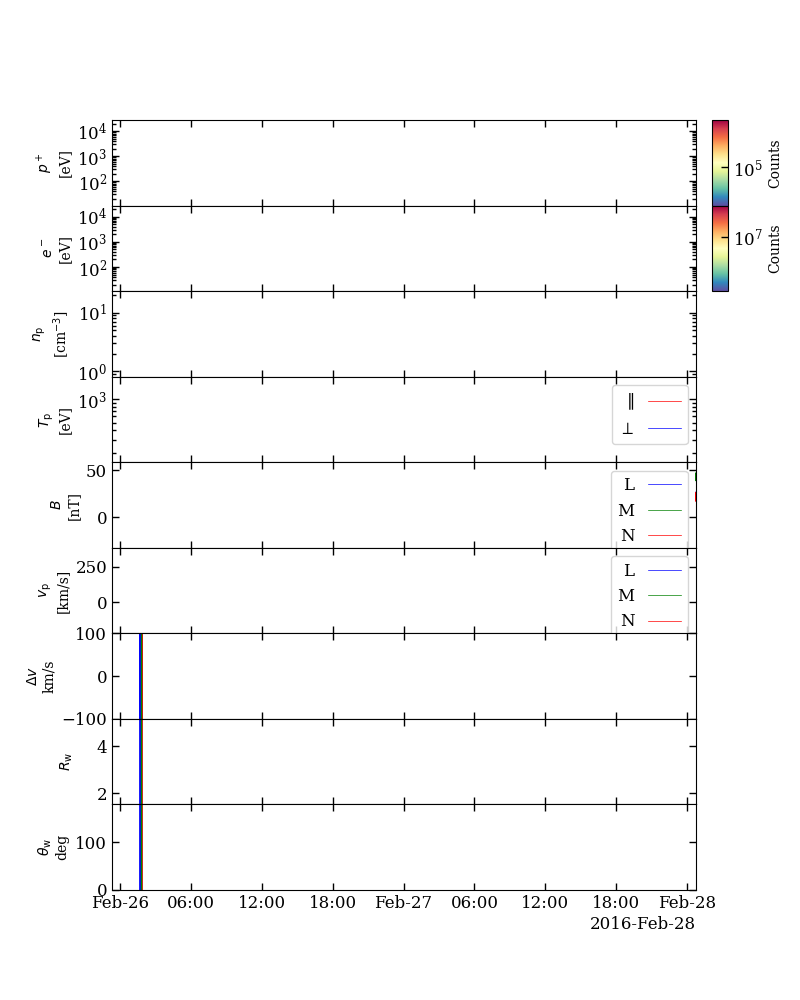 10⁴
10³
10²
p⁺
[eV]
10⁵
Counts
10⁴
10³
10²
e⁻
[eV]
10⁷
Counts
10¹
10⁰
nₚ
[cm⁻³]
10³
Tₚ
[eV]
∥
⊥
50
0
B
[nT]
L
M
N
250
0
vₚ
[km/s]
L
M
N
100
0
−100
Δv
km/s
4
2
R_w
100
0
θ_w
deg
Feb-26 06:00 12:00 18:00 Feb-27 06:00 12:00 18:00 Feb-28
2016-Feb-28